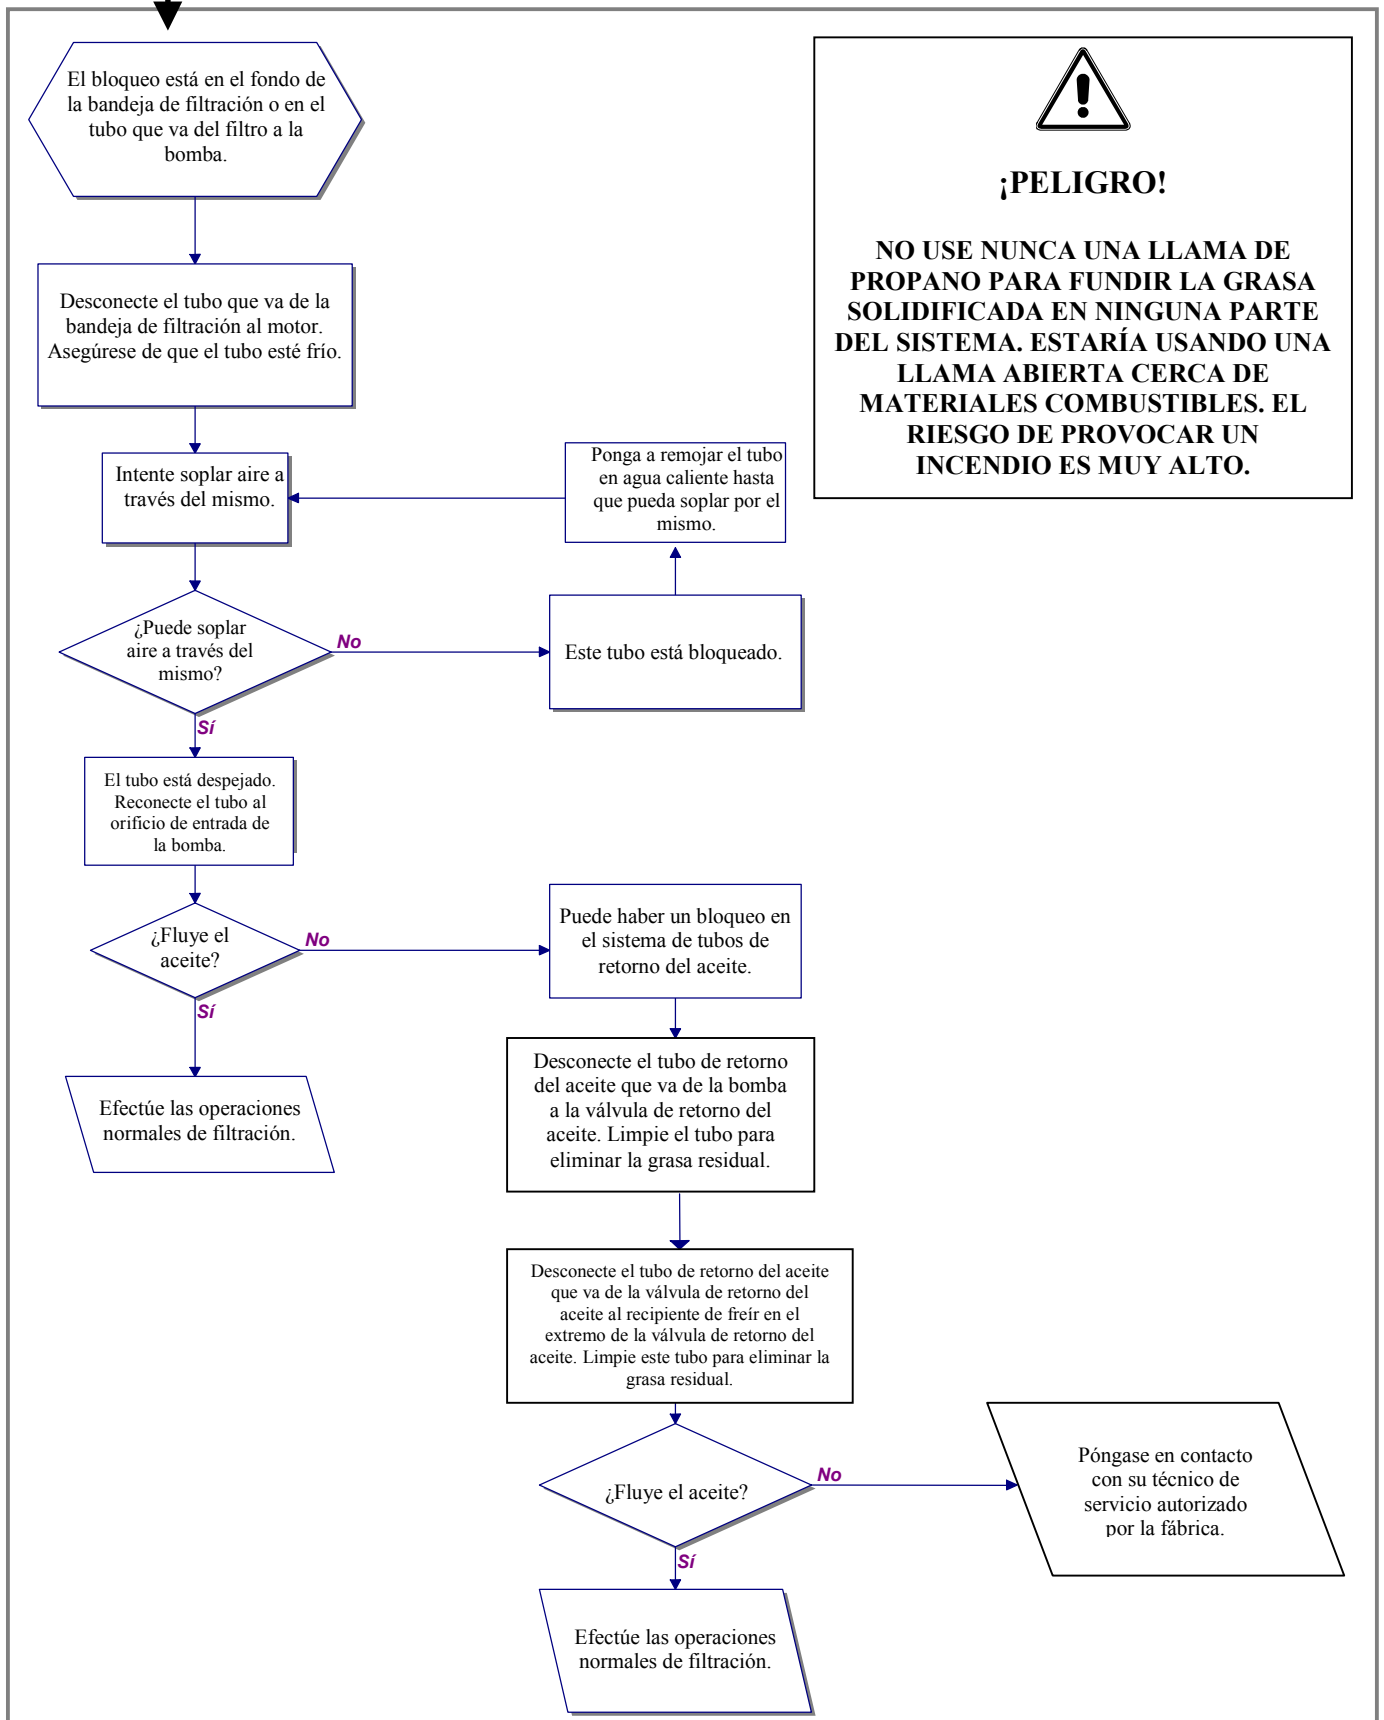 El bloqueo está en el fondo de
la bandeja de filtración o en el
tubo que va del filtro a la
bomba.
¡PELIGRO!
NO USE NUNCA UNA LLAMA DE
PROPANO PARA FUNDIR LA GRASA
SOLIDIFICADA EN NINGUNA PARTE
DEL SISTEMA. ESTARÍA USANDO UNA
LLAMA ABIERTA CERCA DE
MATERIALES COMBUSTIBLES. EL
RIESGO DE PROVOCAR UN
INCENDIO ES MUY ALTO.
Desconecte el tubo que va de la
bandeja de filtración al motor.
Asegúrese de que el tubo esté frío.
Intente soplar aire a
través del mismo.
Ponga a remojar el tubo
en agua caliente hasta
que pueda soplar por el
mismo.
¿Puede soplar
aire a través del
mismo?
No
Este tubo está bloqueado.
Sí
El tubo está despejado.
Reconecte el tubo al
orificio de entrada de
la bomba.
¿Fluye el
aceite?
No
Puede haber un bloqueo en
el sistema de tubos de
retorno del aceite.
Sí
Efectúe las operaciones
normales de filtración.
Desconecte el tubo de retorno
del aceite que va de la bomba
a la válvula de retorno del
aceite. Limpie el tubo para
eliminar la grasa residual.
Desconecte el tubo de retorno del aceite
que va de la válvula de retorno del
aceite al recipiente de freír en el
extremo de la válvula de retorno del
aceite. Limpie este tubo para eliminar la
grasa residual.
¿Fluye el aceite?
No
Póngase en contacto
con su técnico de
servicio autorizado
por la fábrica.
Sí
Efectúe las operaciones
normales de filtración.